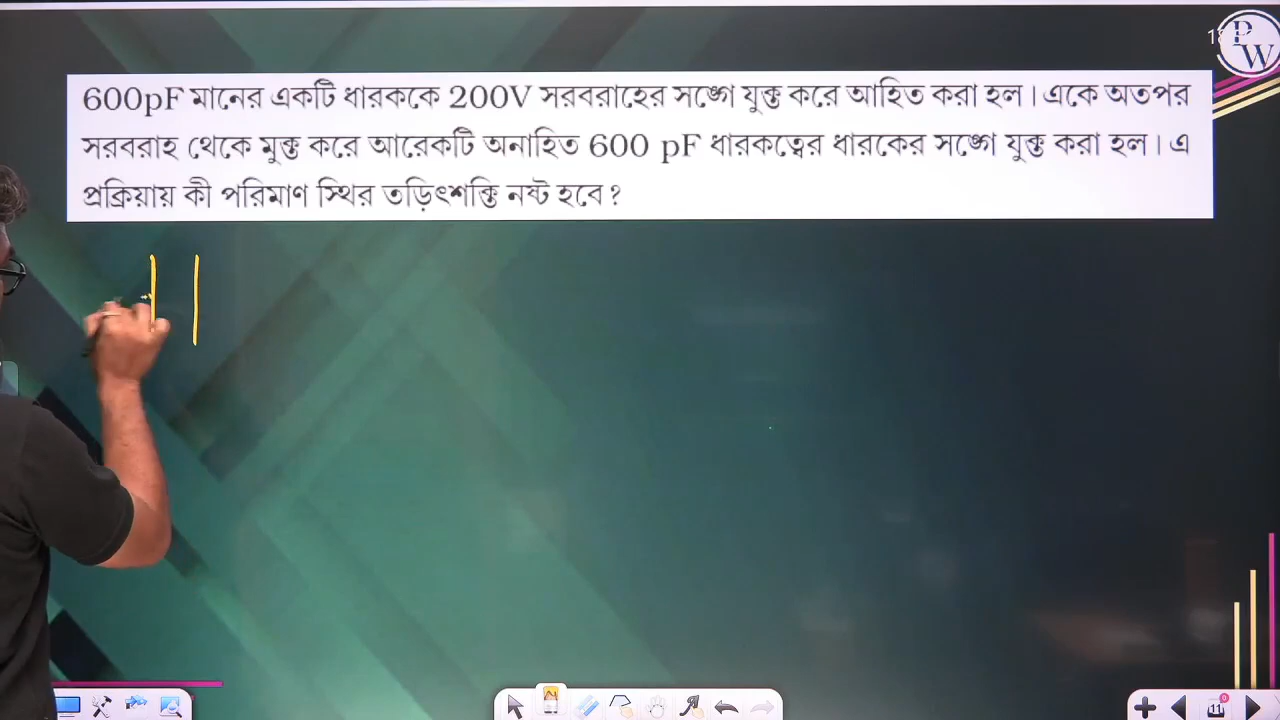 600pF মানের একটি ধারককে 200V সরবরাহের সঙ্গে যুক্ত করে আহিত করা হল। একে অতপর
সরবরাহ থেকে মুক্ত করে আরেকটি অনাহিত 600 pF ধারকত্বের ধারকের সঙ্গে যুক্ত করা হল। এ
প্রক্রিয়ায় কী পরিমাণ স্থির তড়িৎশক্তি নষ্ট হবে?
P
W
11